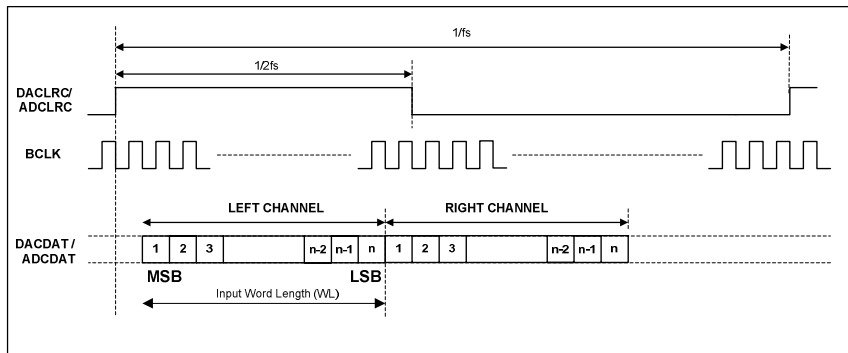 1/fs
1/2fs
DACLRC/
ADCLRC
BCLK
LEFT CHANNEL RIGHT CHANNEL
DACDAT /
ADCDAT
1 2 3 n-2 n-1 n 1 2 3 n-2 n-1 n
MSB LSB
Input Word Length (WL)